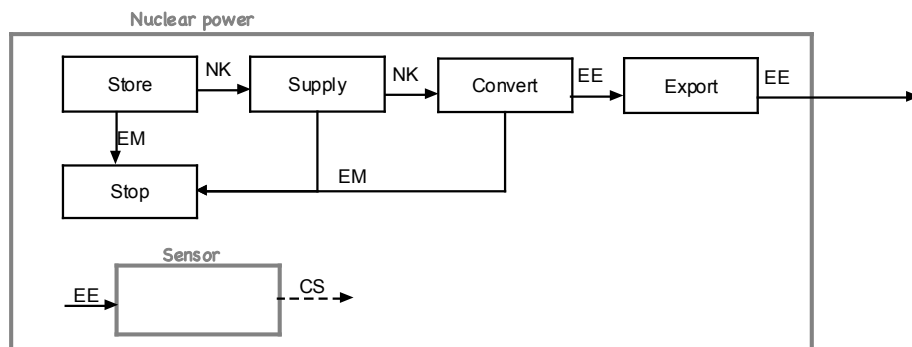 Nuclear power
Store
NK
Supply
NK
Convert
EE
Export
EE
EM
Stop
EM
Sensor
EE
CS